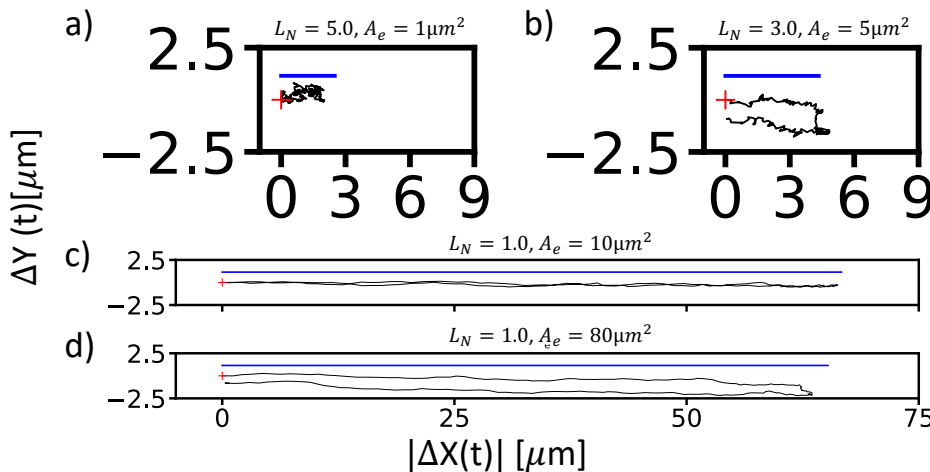 a)
L_N = 5.0, A_e = 1μm²
b)
L_N = 3.0, A_e = 5μm²
2.5
−2.5
0 3 6 9
2.5
−2.5
0 3 6 9
ΔY (t)[μm]
c)
L_N = 1.0, A_e = 10μm²
2.5
−2.5
d)
L_N = 1.0, A_e = 80μm²
2.5
−2.5
0 25 50 75
|ΔX(t)| [μm]